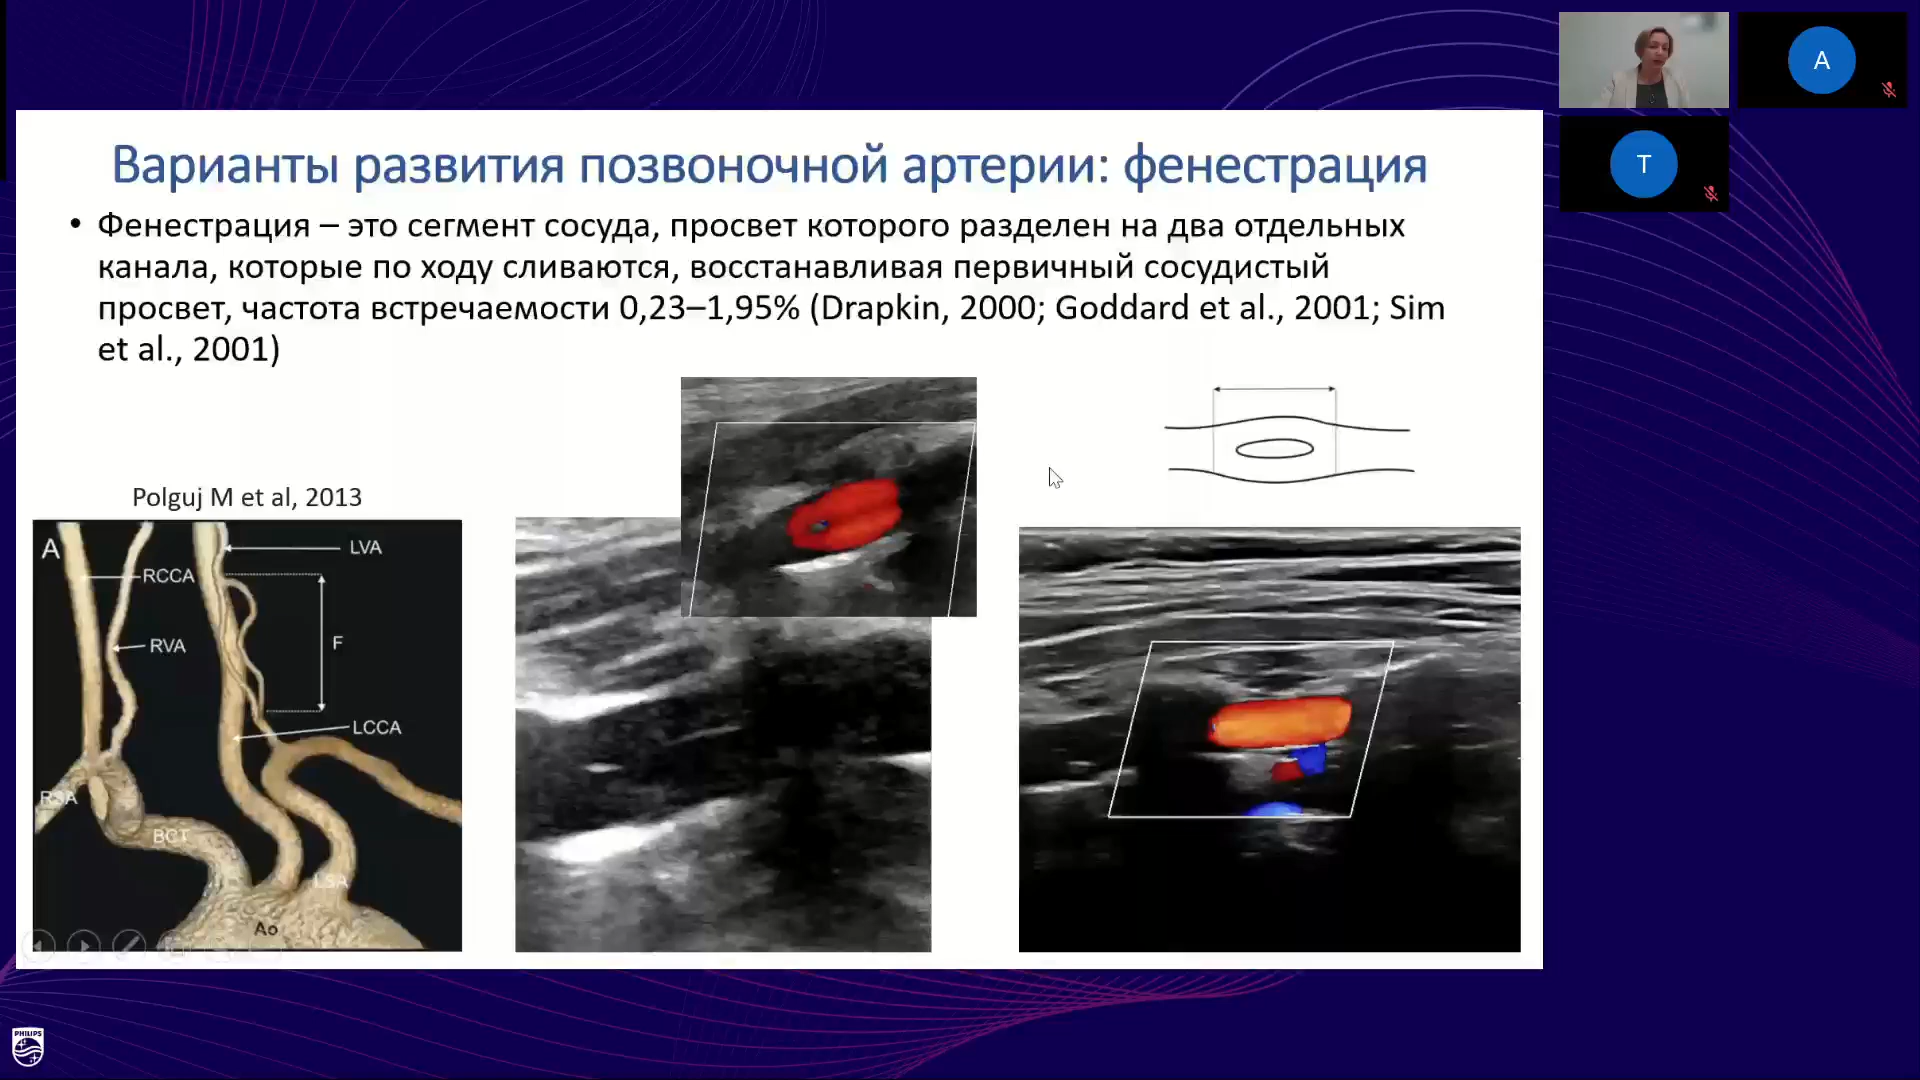 A
T
Варианты развития позвоночной артерии: фенестрация
• Фенестрация – это сегмент сосуда, просвет которого разделен на два отдельных
канала, которые по ходу сливаются, восстанавливая первичный сосудистый
просвет, частота встречаемости 0,23–1,95% (Drapkin, 2000; Goddard et al., 2001; Sim
et al., 2001)
Polguj M et al, 2013
A
LVA
RCCA
F
RVA
LCCA
RSA
BCT
LSA
Ao
PHILIPS